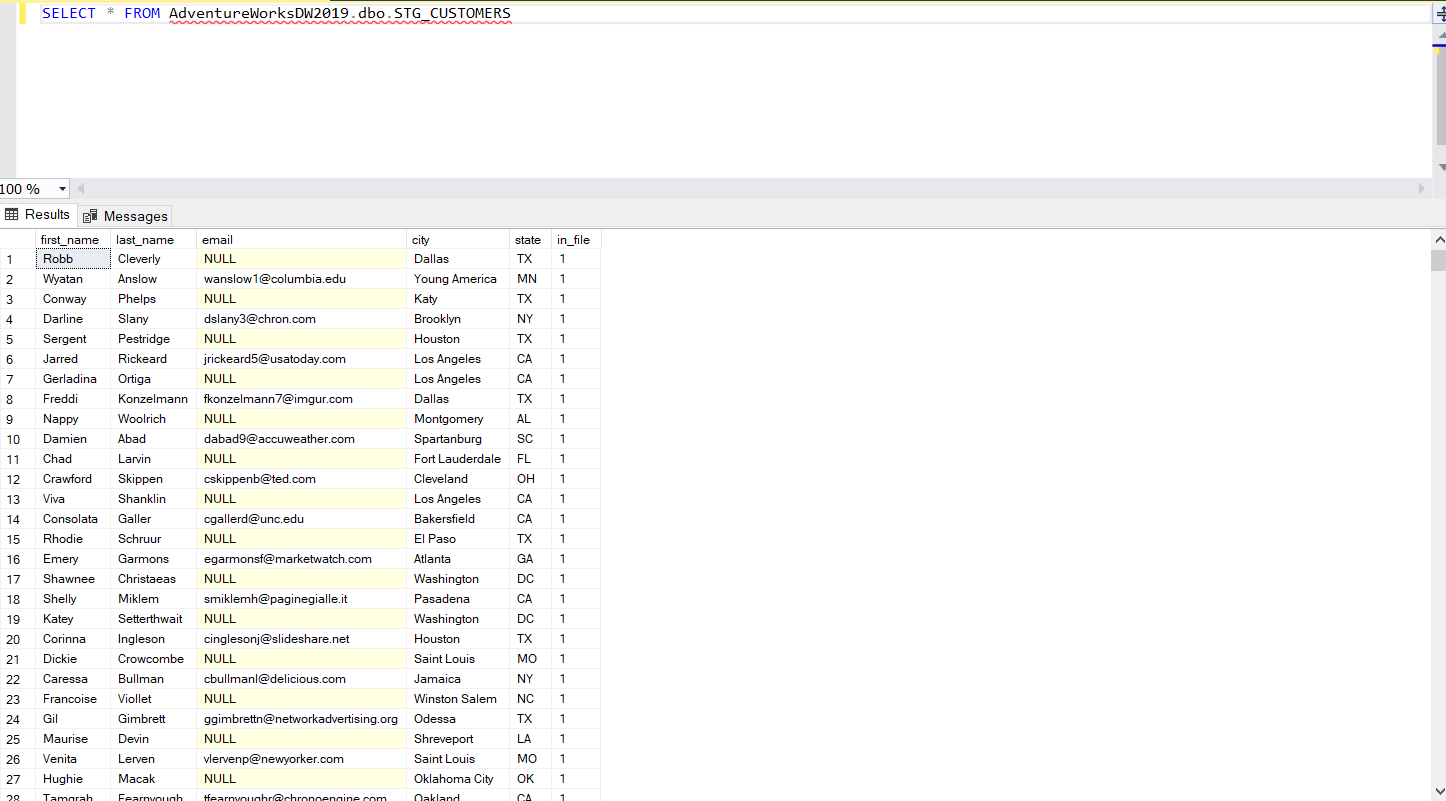 SELECT * FROM AdventureWorksDW2019.dbo.STG_CUSTOMERS
100 %
Results Messages
first_name last_name email city state in_file
1 Robb Cleverly NULL Dallas TX 1
2 Wyatan Anslow wanslow1@columbia.edu Young America MN 1
3 Conway Phelps NULL Katy TX 1
4 Darline Slany dslany3@chron.com Brooklyn NY 1
5 Sergent Pestridge NULL Houston TX 1
6 Jarred Rickeard jrickeard5@usatoday.com Los Angeles CA 1
7 Gerladina Ortiga NULL Los Angeles CA 1
8 Freddi Konzelmann fkonzelmann7@imgur.com Dallas TX 1
9 Nappy Woolrich NULL Montgomery AL 1
10 Damien Abad dabad9@accuweather.com Spartanburg SC 1
11 Chad Larvin NULL Fort Lauderdale FL 1
12 Crawford Skippen cskippenb@ted.com Cleveland OH 1
13 Viva Shanklin NULL Los Angeles CA 1
14 Consolata Galler cgallerd@unc.edu Bakersfield CA 1
15 Rhodie Schruur NULL El Paso TX 1
16 Emery Garmons egarmonsf@marketwatch.com Atlanta GA 1
17 Shawnee Christaeas NULL Washington DC 1
18 Shelly Miklem smiklemh@paginegialle.it Pasadena CA 1
19 Katey Setterthwait NULL Washington DC 1
20 Corinna Ingleson cinglesonj@slideshare.net Houston TX 1
21 Dickie Crowcombe NULL Saint Louis MO 1
22 Caressa Bullman cbullmanl@delicious.com Jamaica NY 1
23 Francoise Viollet NULL Winston Salem NC 1
24 Gil Gimbrett ggimbrettn@networkadvertising.org Odessa TX 1
25 Maurise Devin NULL Shreveport LA 1
26 Venita Lerven vlervenp@newyorker.com Saint Louis MO 1
27 Hughie Macak NULL Oklahoma City OK 1
28 Tamqrah Fearnyough tfearnyoughr@chronoengine.com Oakland CA 1